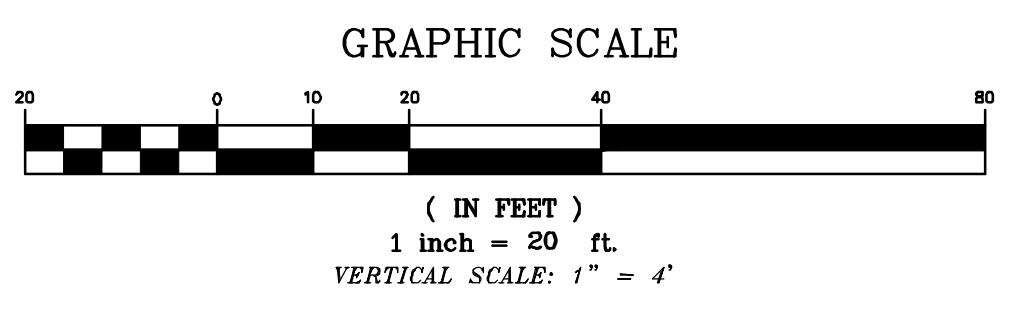 GRAPHIC SCALE
20 0 10 20 40 80
( IN FEET )
1 inch = 20 ft.
VERTICAL SCALE: 1" = 4'